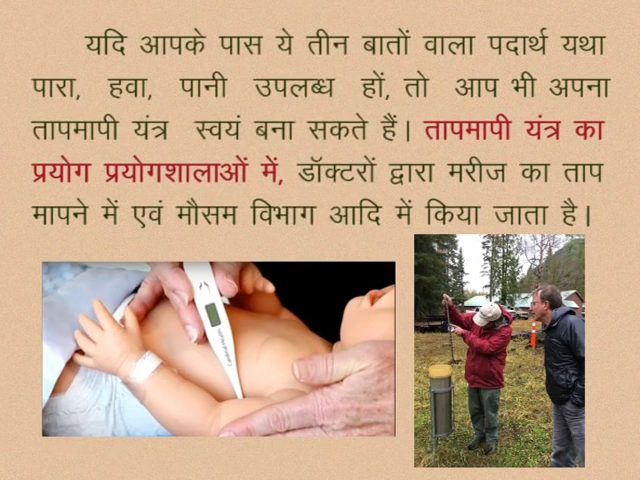 यदि आपके पास ये तीन बातों वाला पदार्थ यथा
पारा, हवा, पानी उपलब्ध हों, तो आप भी अपना
तापमापी यंत्र स्वयं बना सकते हैं। तापमापी यंत्र का
प्रयोग प्रयोगशालाओं में, डॉक्टरों द्वारा मरीज का ताप
मापने में एवं मौसम विभाग आदि में किया जाता है।